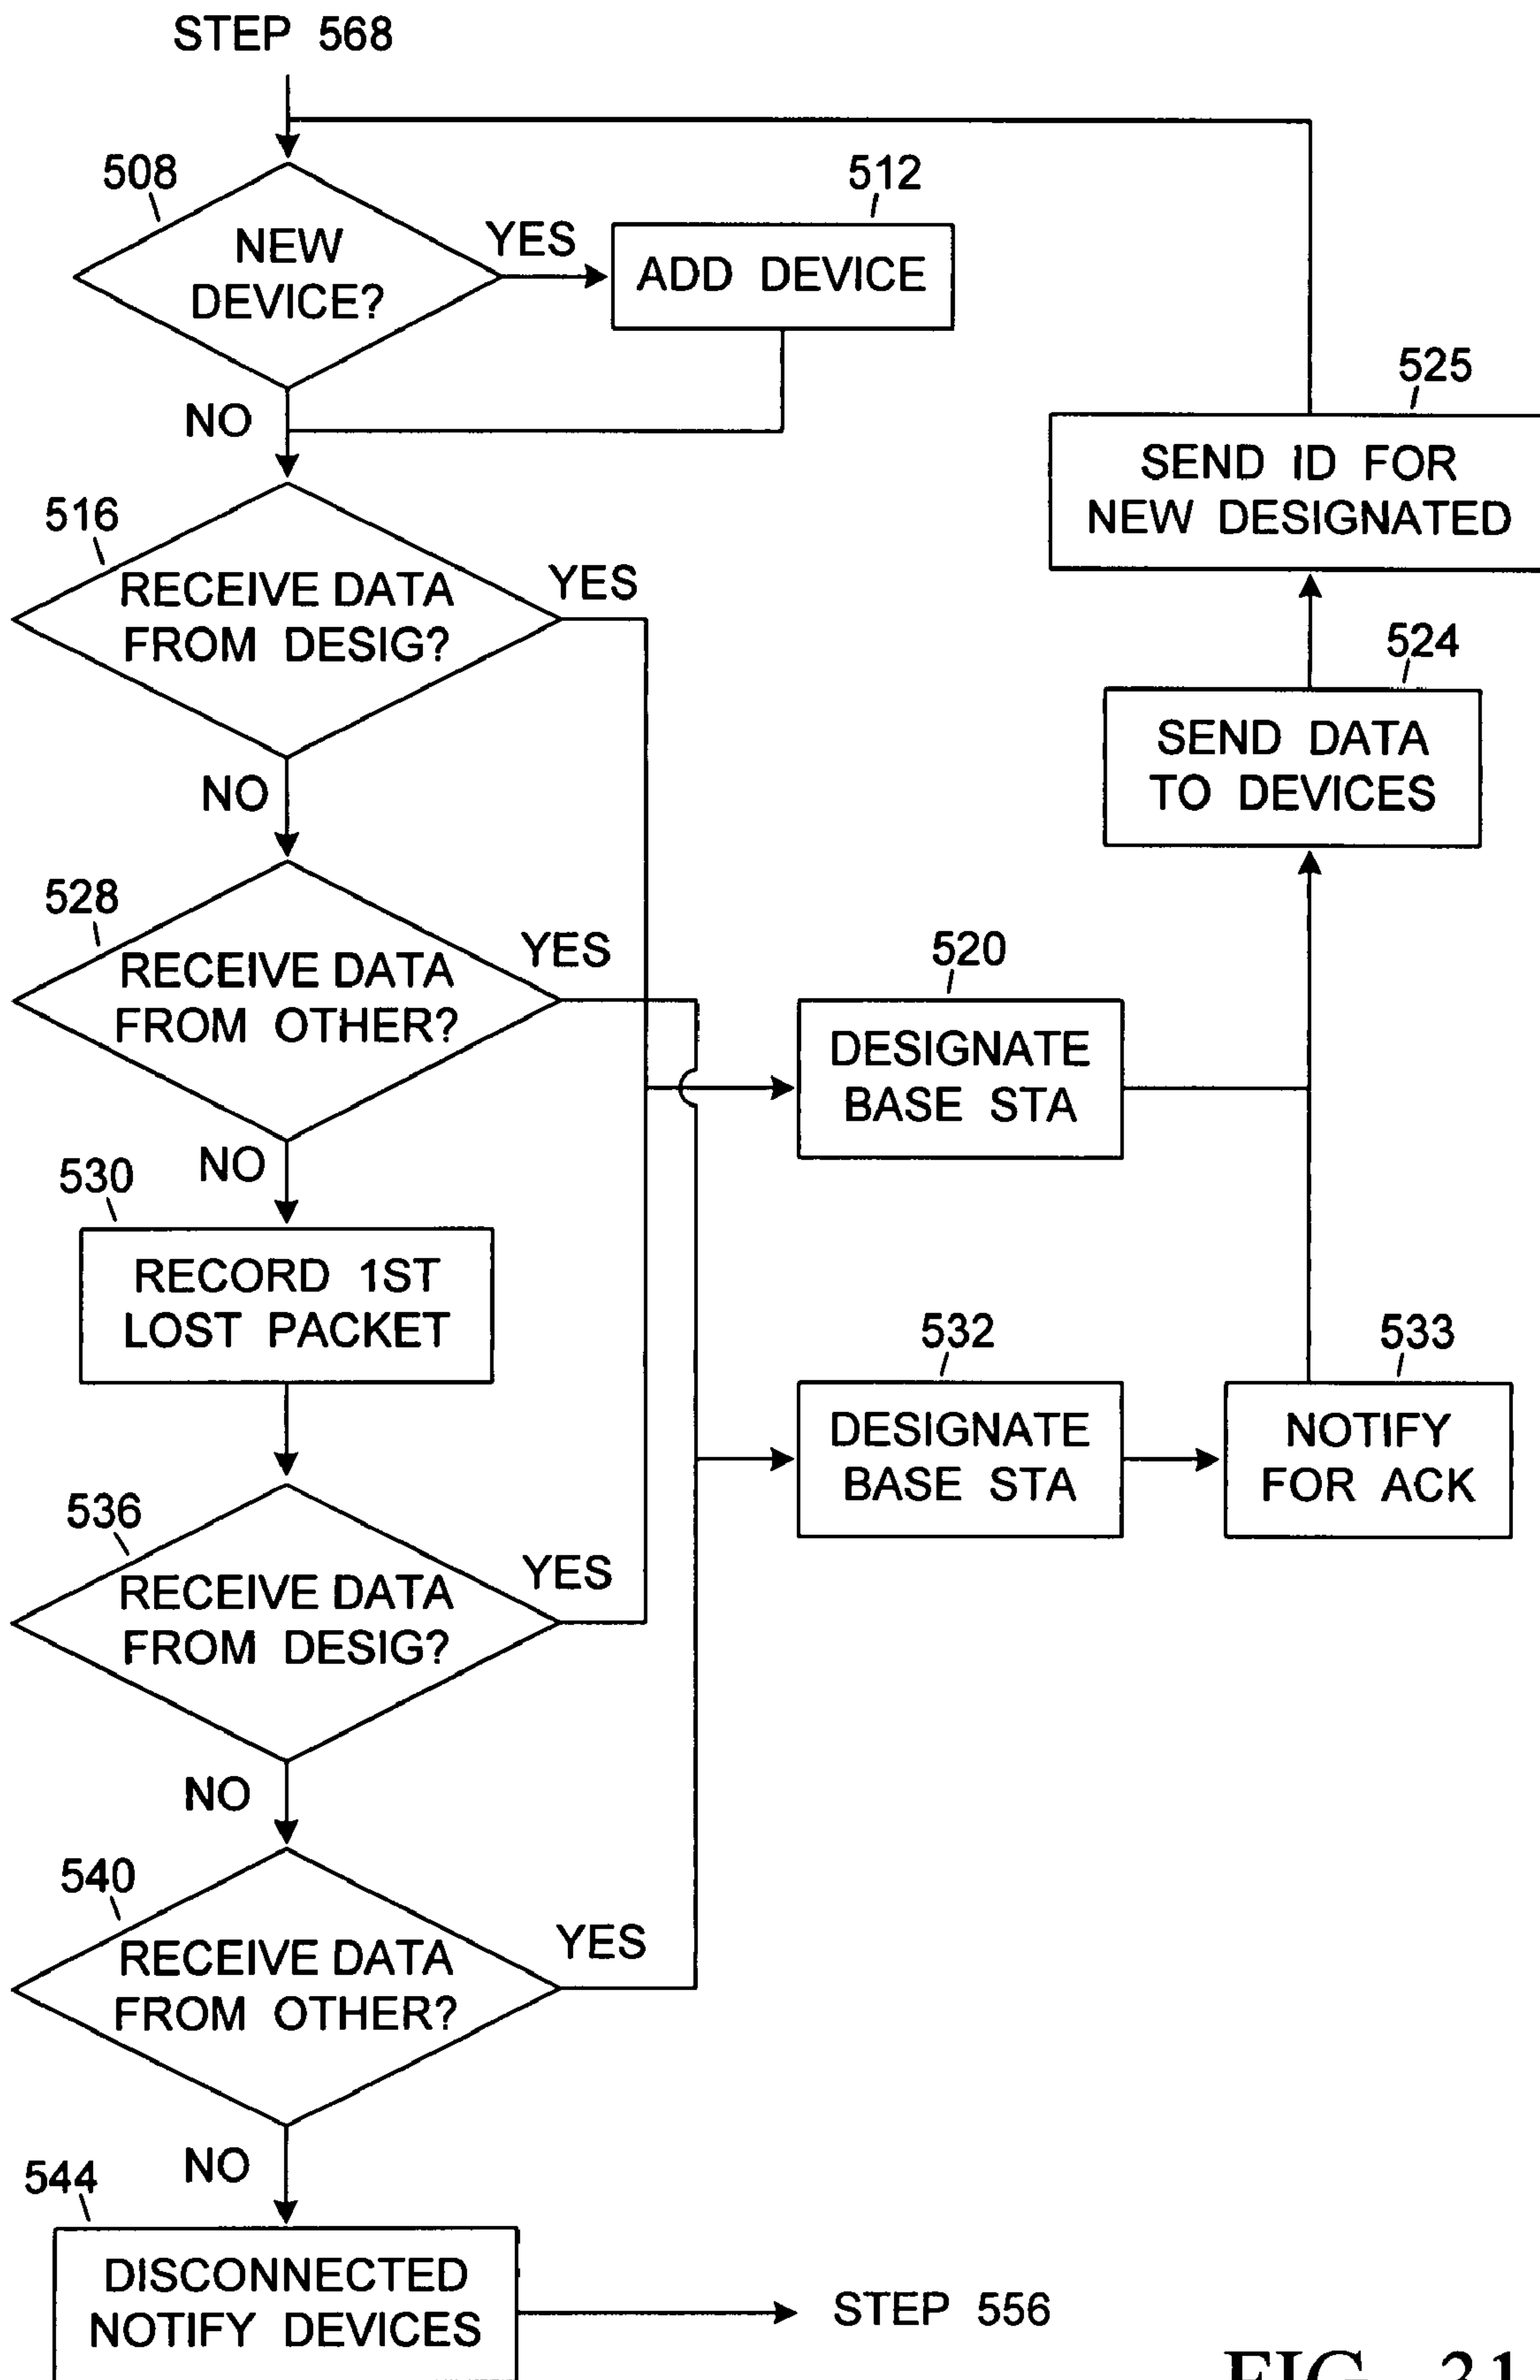 STEP 568
508
NEW
DEVICE?
YES
512
ADD DEVICE
NO
525
SEND ID FOR
NEW DESIGNATED
516
RECEIVE DATA
FROM DESIG?
YES
524
SEND DATA
TO DEVICES
NO
528
RECEIVE DATA
FROM OTHER?
YES
520
DESIGNATE
BASE STA
NO
530
RECORD 1ST
LOST PACKET
532
DESIGNATE
BASE STA
533
NOTIFY
FOR ACK
536
RECEIVE DATA
FROM DESIG?
YES
NO
540
RECEIVE DATA
FROM OTHER?
YES
NO
544
DISCONNECTED
NOTIFY DEVICES
STEP 556
FIG. 31